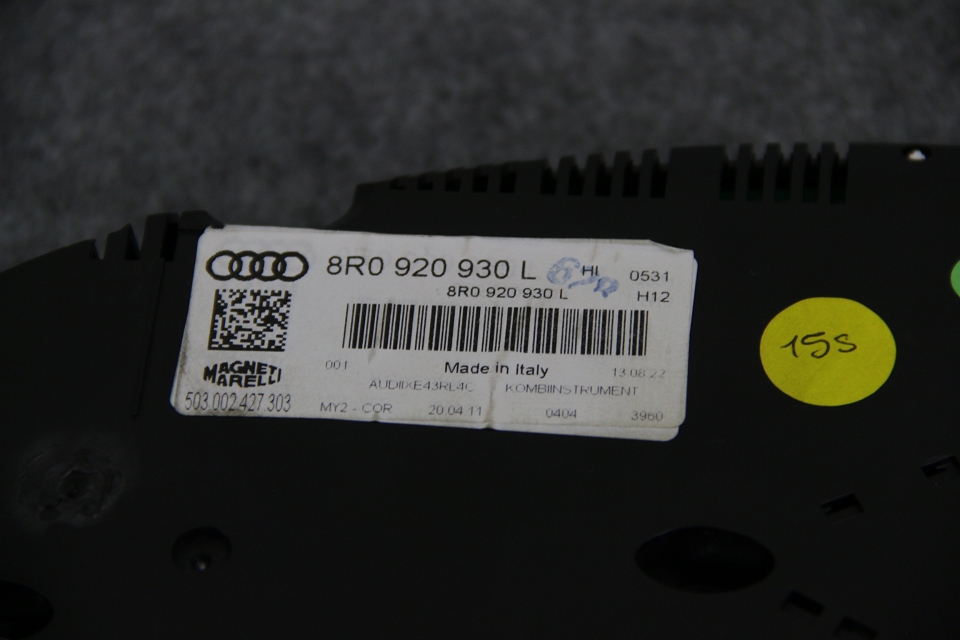 8R0 920 930 L HI 0531
8R0 920 930 L H12
MAGNETI
MARELLI
503.002.427.303
001 Made in Italy 13:08:22
KOMBIINSTRUMENT
MY2 - COR 20.04.11 0404 3960
15s